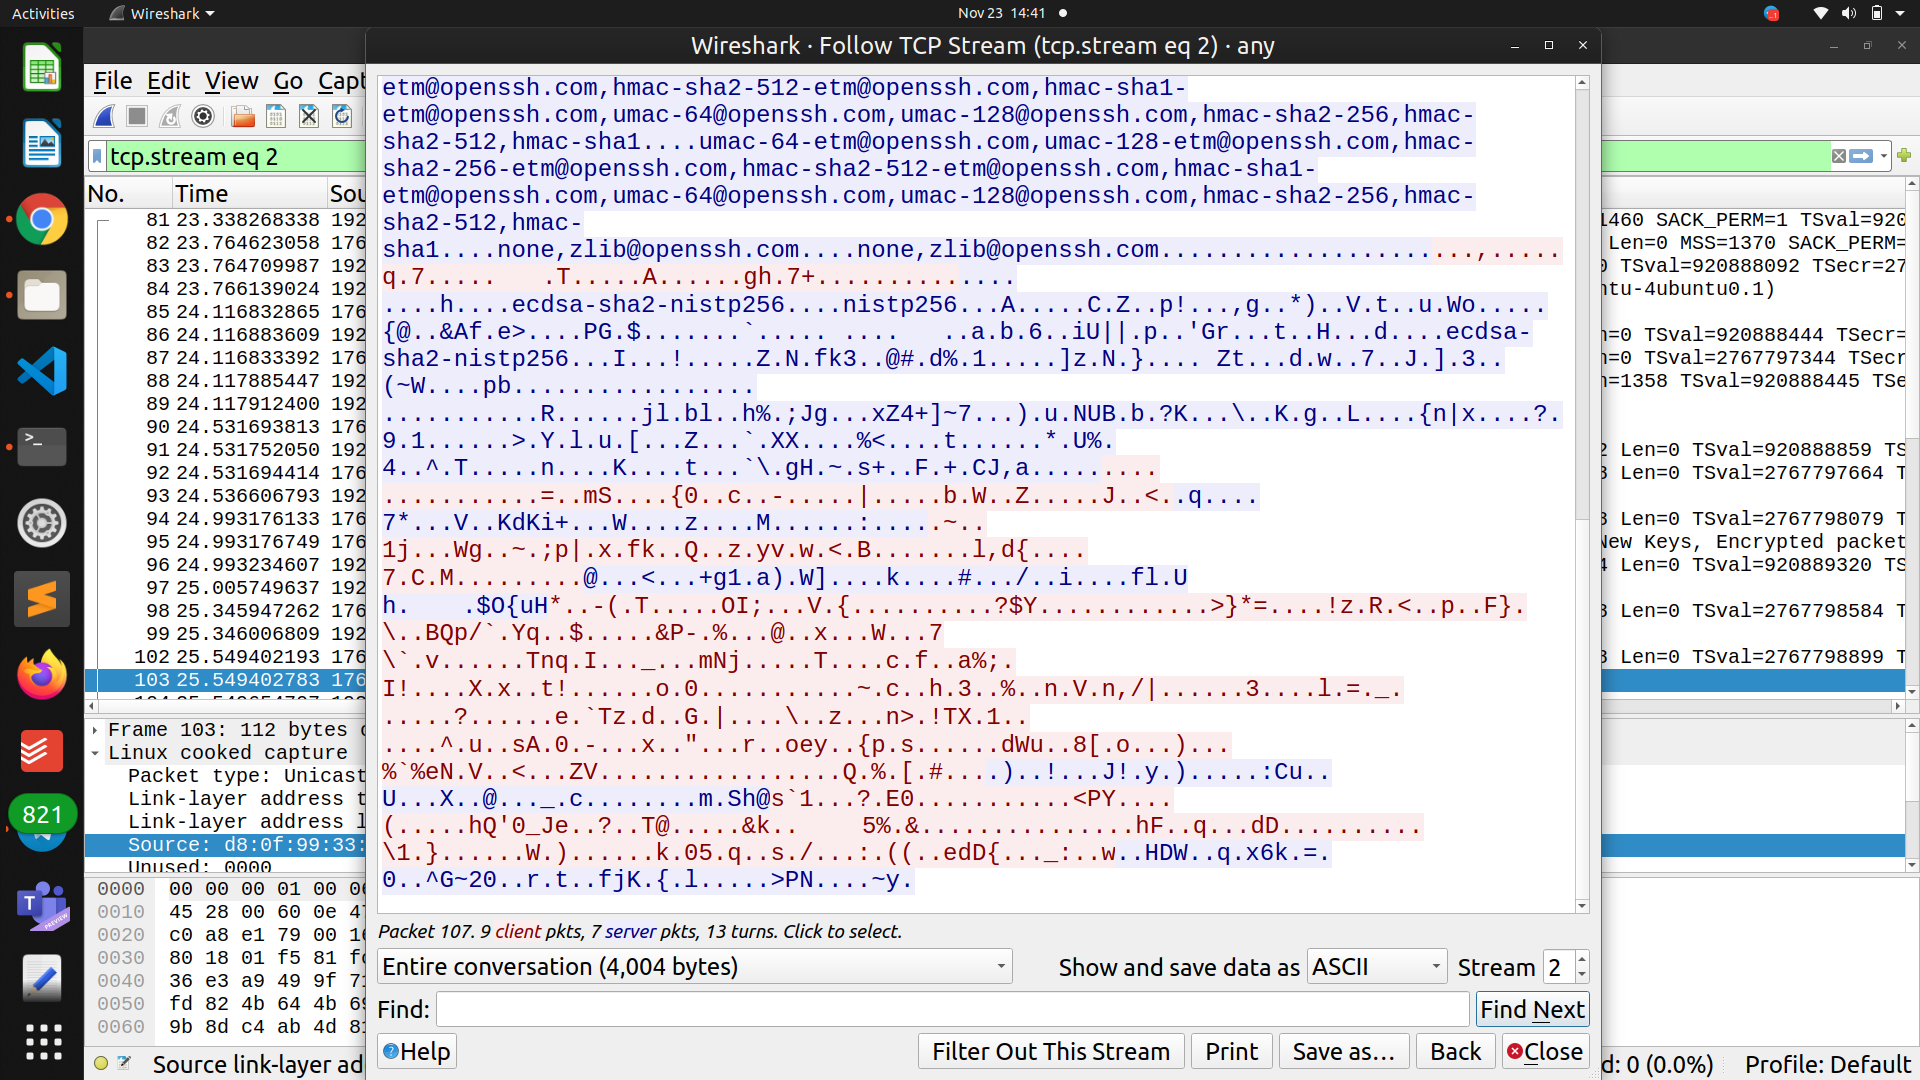 Activities
Wireshark
Nov 23 14:41
Wireshark · Follow TCP Stream (tcp.stream eq 2) · any
File Edit View Go Capt
tcp.stream eq 2
No. Time Sou
81 23.338268338 192
82 23.764623058 176
83 23.764709987 192
84 23.766139024 192
85 24.116832865 176
86 24.116883609 192
87 24.116833392 176
88 24.117885447 192
89 24.117912400 192
90 24.531693813 176
91 24.531752050 192
92 24.531694414 176
93 24.536606793 192
94 24.993176133 176
95 24.993176749 176
96 24.993234607 192
97 25.005749637 192
98 25.345947262 176
99 25.346006809 192
102 25.549402193 176
103 25.549402783 176
etm@openssh.com,hmac-sha2-512-etm@openssh.com,hmac-sha1-
etm@openssh.com,umac-64@openssh.com,umac-128@openssh.com,hmac-sha2-256,hmac-
sha2-512,hmac-sha1....umac-64-etm@openssh.com,umac-128-etm@openssh.com,hmac-
sha2-256-etm@openssh.com,hmac-sha2-512-etm@openssh.com,hmac-sha1-
etm@openssh.com,umac-64@openssh.com,umac-128@openssh.com,hmac-sha2-256,hmac-
sha2-512,hmac-
sha1....none,zlib@openssh.com....none,zlib@openssh.com......................,.....
q.7..... .T.....A......gh.7+..............
....h....ecdsa-sha2-nistp256....nistp256...A.....C.Z..p!...,g..*)..V.t..u.Wo.....
{@..&Af.e>....PG.$.......`..... .... ..a.b.6..iU||.p..'Gr...t..H...d....ecdsa-
sha2-nistp256...I...!.....Z.N.fk3..@#.d%.1.....]z.N.}.... Zt...d.w..7..J.].3..
(~W....pb.................
...........R......jl.bl..h%.;Jg...xZ4+]~7...).u.NUB.b.?K...\..K.g..L....{n|x....?.
9.1......>.Y.l.u.[...Z...`.XX....%<....t......*.U%.
4..^.T.....n....K....t...`\.gH.~.s+..F.+.CJ,a.........
...........=..mS....{0..c..-.....|.....b.W..Z.....J..<..q....
7*...V..KdKi+...W....z....M......:.....~..
1j...Wg..~.;p|.x.fk..Q..z.yv.w.<.B.......l,d{....
7.C.M.........@...<...+g1.a).W]....k....#.../..i....fl.U
h. .$O{uH*..-(.T.....OI;...V.{..........?$Y............>}*=....!z.R.<..p..F}.
\..BQp/`.Yq..$.....&P-.%...@..x...W...7
\`.v......Tnq.I..._...mNj.....T....c.f..a%;.
I!....X.x..t!......o.0...........~.c..h.3..%..n.V.n,/|......3....l.=._.
.....?......e.`Tz.d..G.|....\..z...n>.!TX.1..
....^.u..sA.0.-...x.."... r..oey..{p.s......dWu..8[.o...)...
%`%eN.V..<...ZV.................Q.%.[.#....)..!...J!.y.).....:Cu..
U...X..@..._.c........m.Sh@s`1...?.E0...........<PY....
(.....hQ'0_Je..?..T@.....&k.. 5%.&...............hF..q...dD..........
\1.}......W.)......k.05.q..s./...:.((..edD{..._:..w..HDW..q.x6k.=.
0..^G~20..r.t..fjK.{.l.....>PN....~y.
1460 SACK_PERM=1 TSval=920
Len=0 MSS=1370 SACK_PERM=
0 TSval=920888092 TSecr=27
ntu-4ubuntu0.1)
n=0 TSval=920888444 TSecr=
=0 TSval=2767797344 TSecr
n=1358 TSval=920888445 TSe
2 Len=0 TSval=920888859 TS
3 Len=0 TSval=2767797664 T
3 Len=0 TSval=2767798079 T
New Keys, Encrypted packet
4 Len=0 TSval=920889320 TS
3 Len=0 TSval=2767798584 T
3 Len=0 TSval=2767798899 T
Frame 103: 112 bytes
Linux cooked capture
Packet type: Unicast
Link-layer address t
Link-layer address l
Source: d8:0f:99:33:
Unused: 0000
0000 00 00 00 01 00 06
0010 45 28 00 60 0e 47
0020 c0 a8 e1 79 00 16
0030 80 18 01 f5 81
0040 36 e3 a9 49 9f 71
0050 fd 82 4b 64 4b 69
0060 9b 8d c4 ab 4d 81
821
T
PREVIEW
Packet 107. 9 client pkts, 7 server pkts, 13 turns. Click to select.
Entire conversation (4,004 bytes)
Show and save data as ASCII Stream 2
Find: Find Next
Help
Filter Out This Stream Print Save as… Back Close
Source link-layer ad
d: 0 (0.0%) Profile: Default